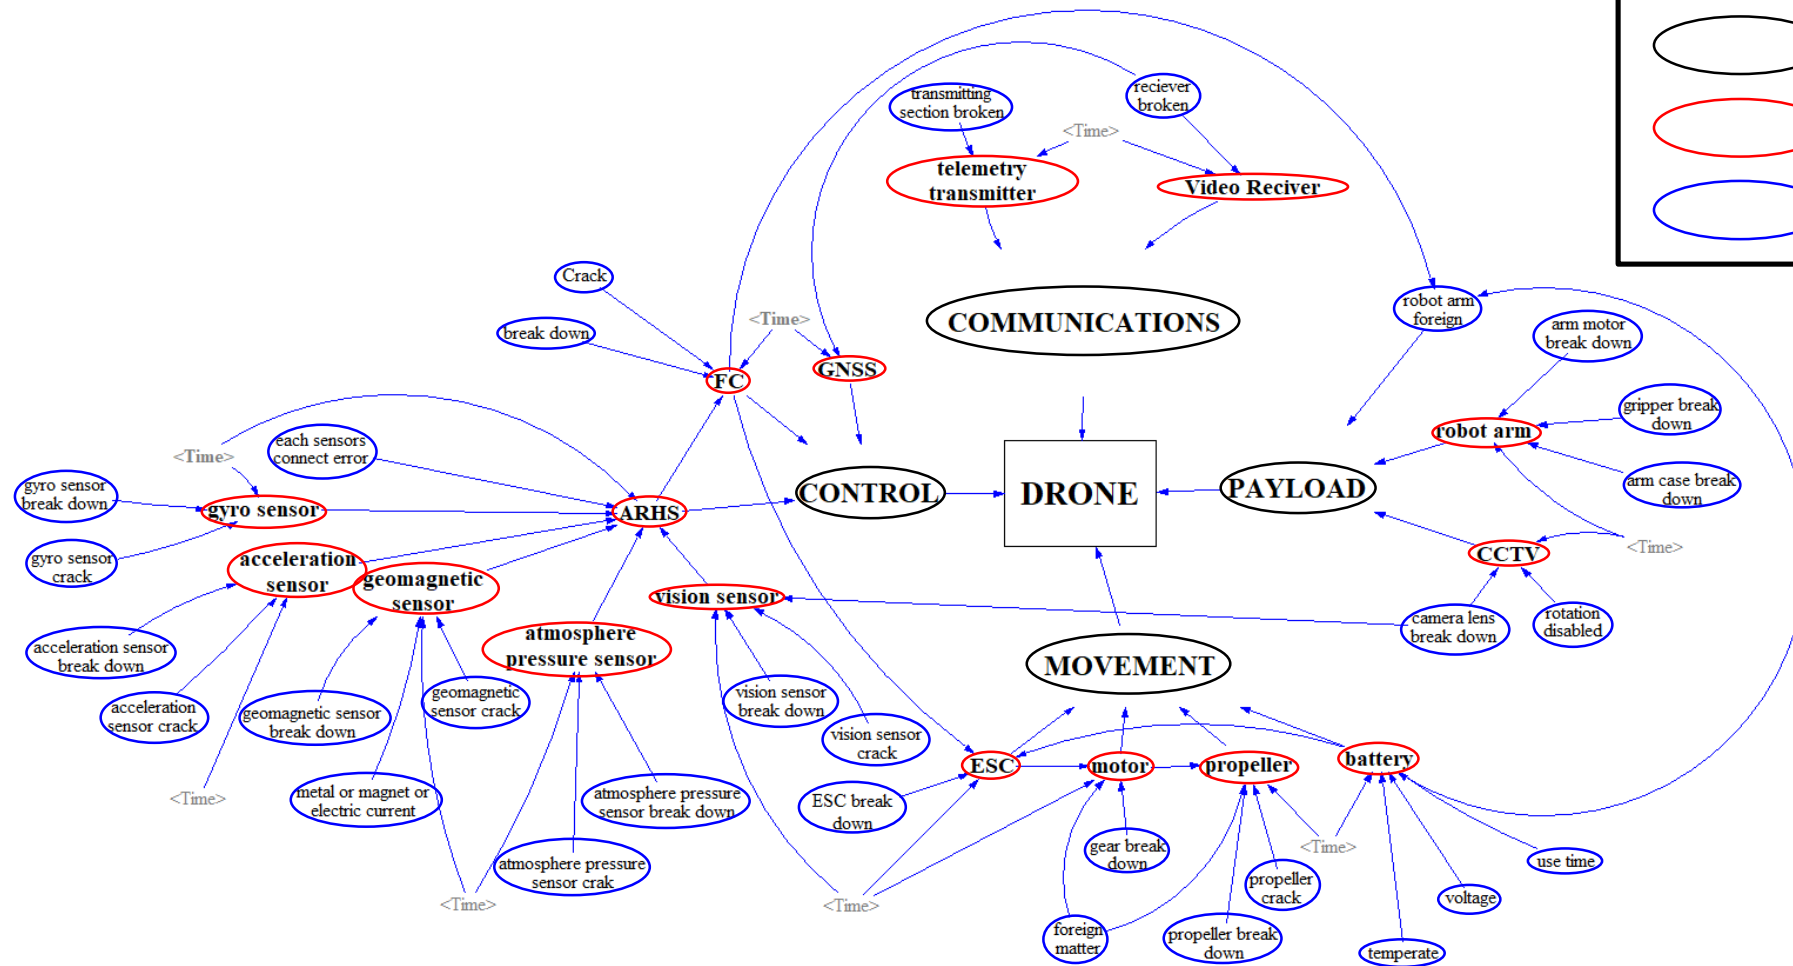 transmitting
section broken
reciever
broken
<Time>
telemetry
transmitter
Video Reciver
Crack
break down
<Time>
COMMUNICATIONS
robot arm
foreign
arm motor
break down
FC
GNSS
gripper break
down
robot arm
each sensors
connect error
<Time>
gyro sensor
break down
gyro sensor
ARHS
CONTROL
DRONE
PAYLOAD
arm case break
down
gyro sensor
crack
acceleration
sensor
geomagnetic
sensor
vision sensor
CCTV
<Time>
camera lens
break down
rotation
disabled
acceleration sensor
break down
atmosphere
pressure sensor
MOVEMENT
acceleration
sensor crack
geomagnetic sensor
break down
geomagnetic
sensor crack
vision sensor
break down
vision sensor
crack
ESC
motor
propeller
battery
<Time>
metal or magnet or
electric current
atmosphere pressure
sensor break down
ESC break
down
atmosphere pressure
sensor crak
gear break
down
<Time>
use time
<Time>
<Time>
propeller
crack
voltage
foreign
matter
propeller break
down
temperate